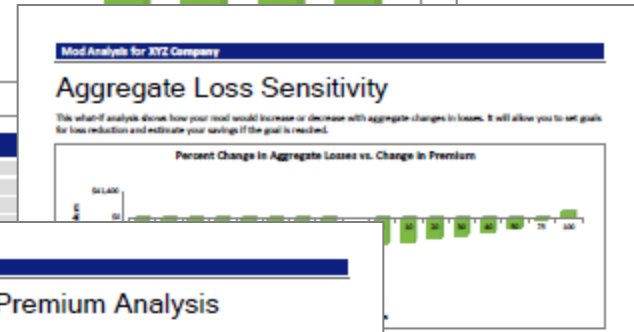 Mod Analysis for XYZ Company
Aggregate Loss Sensitivity
This what-if analysis shows how your mod would increase or decrease with aggregate changes in losses. It will allow you to set goals
for loss reduction and estimate your savings if the goal is reached.
Percent Change in Aggregate Losses vs. Change in Premium
$41,400
$0
10 20 30 40 50 75 100
Premium Analysis